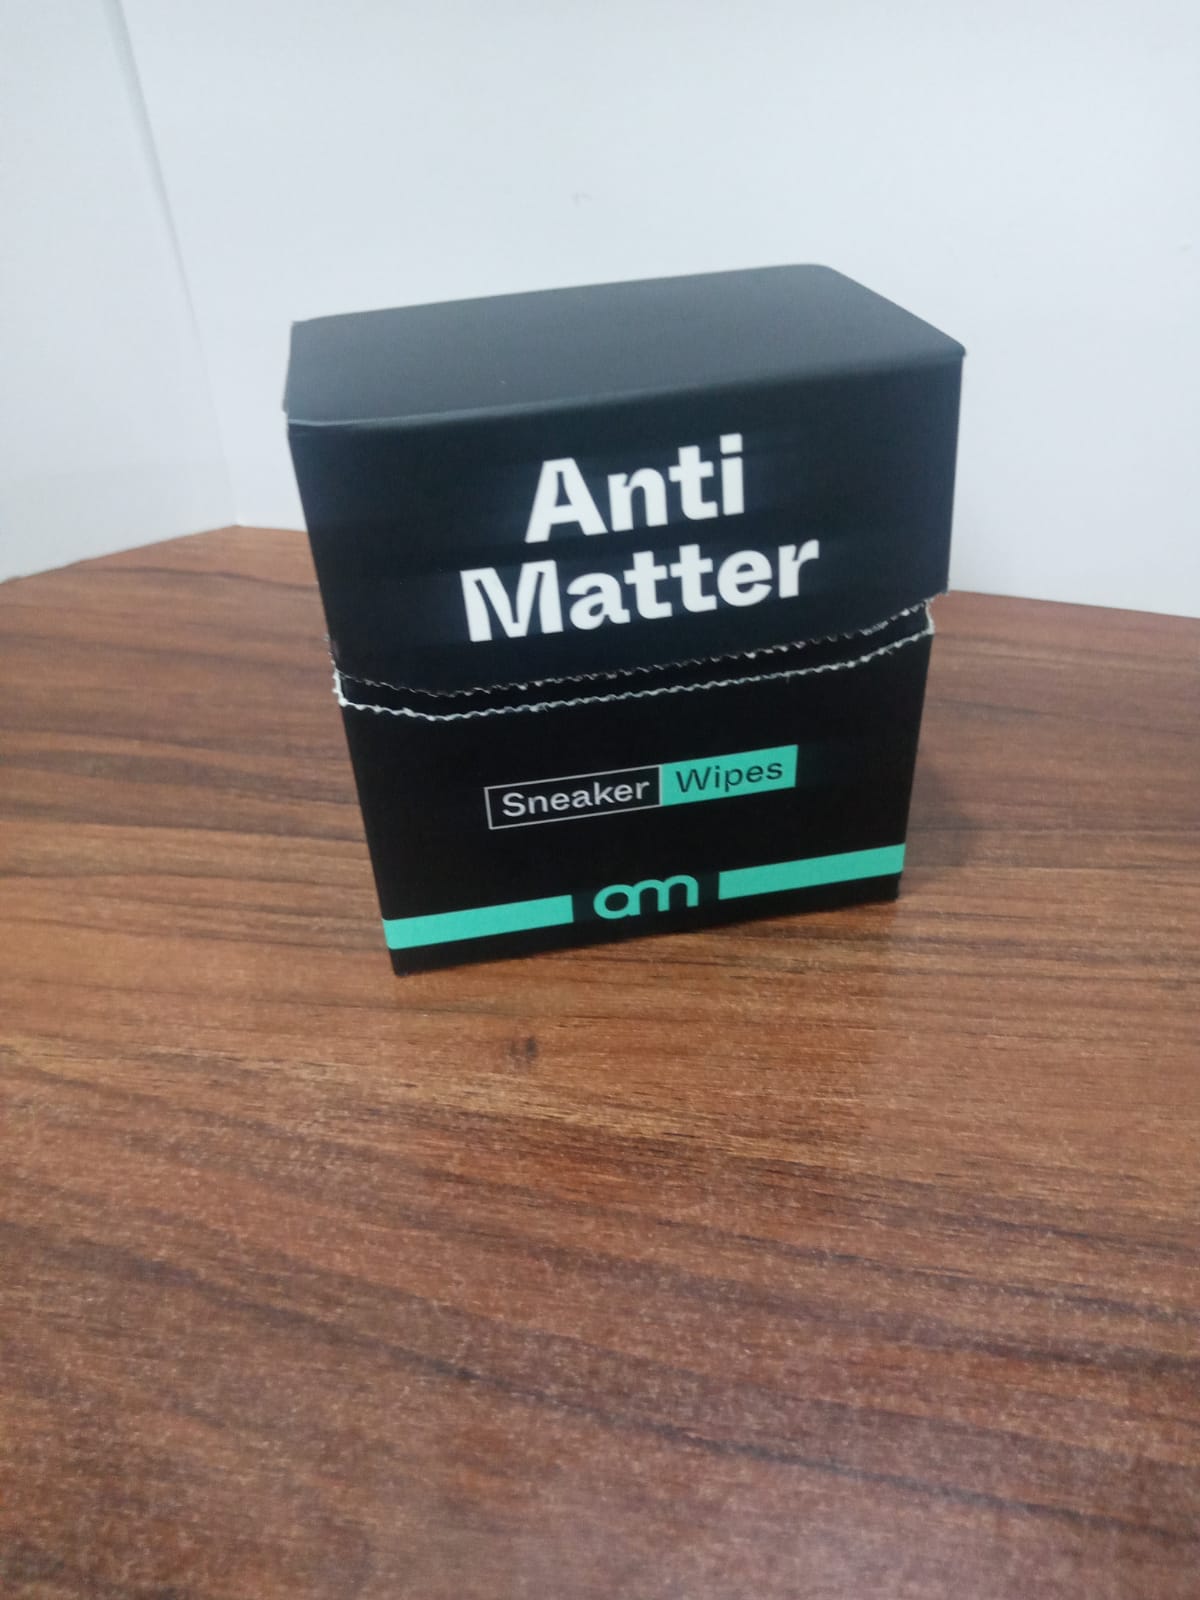 Anti
Matter
Sneaker Wipes
am